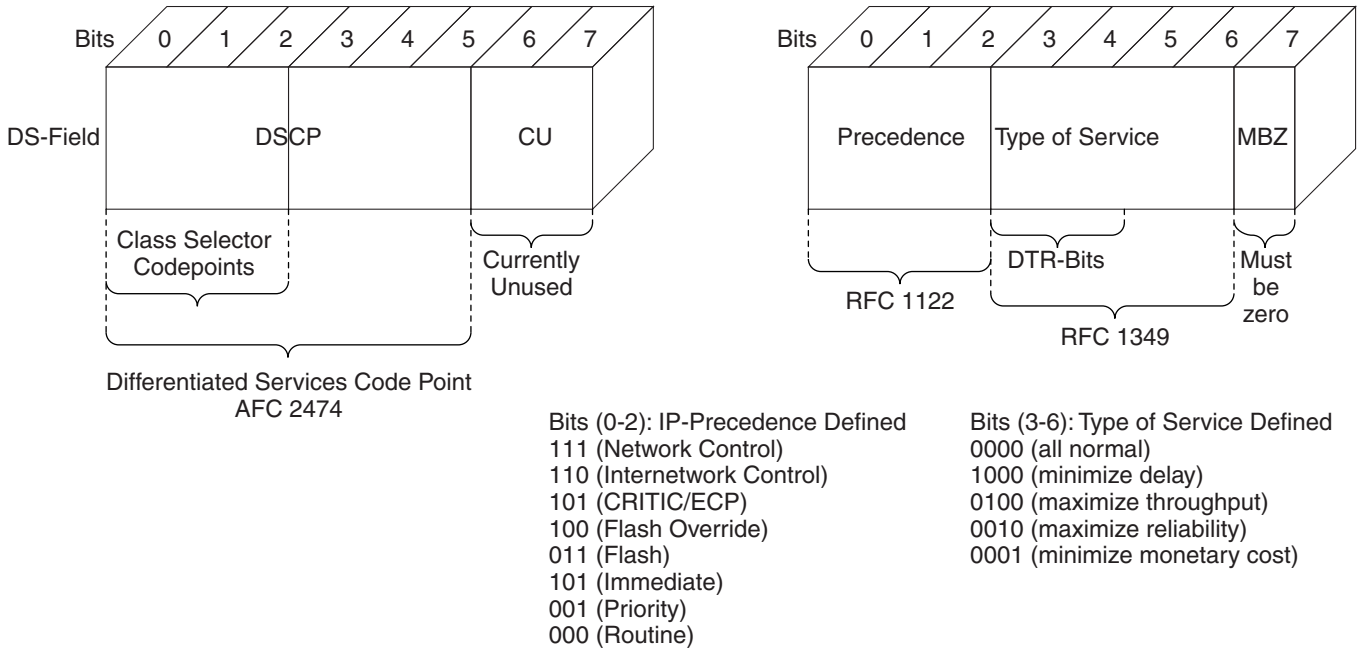 Bits 0 1 2 3 4 5 6 7
DS-Field
DSCP
CU
Class Selector
Codepoints
Currently
Unused
Differentiated Services Code Point
AFC 2474
Bits 0 1 2 3 4 5 6 7
Precedence
Type of Service
MBZ
DTR-Bits
Must
be
zero
RFC 1122
RFC 1349
Bits (0-2): IP-Precedence Defined
111 (Network Control)
110 (Internetwork Control)
101 (CRITIC/ECP)
100 (Flash Override)
011 (Flash)
101 (Immediate)
001 (Priority)
000 (Routine)
Bits (3-6): Type of Service Defined
0000 (all normal)
1000 (minimize delay)
0100 (maximize throughput)
0010 (maximize reliability)
0001 (minimize monetary cost)